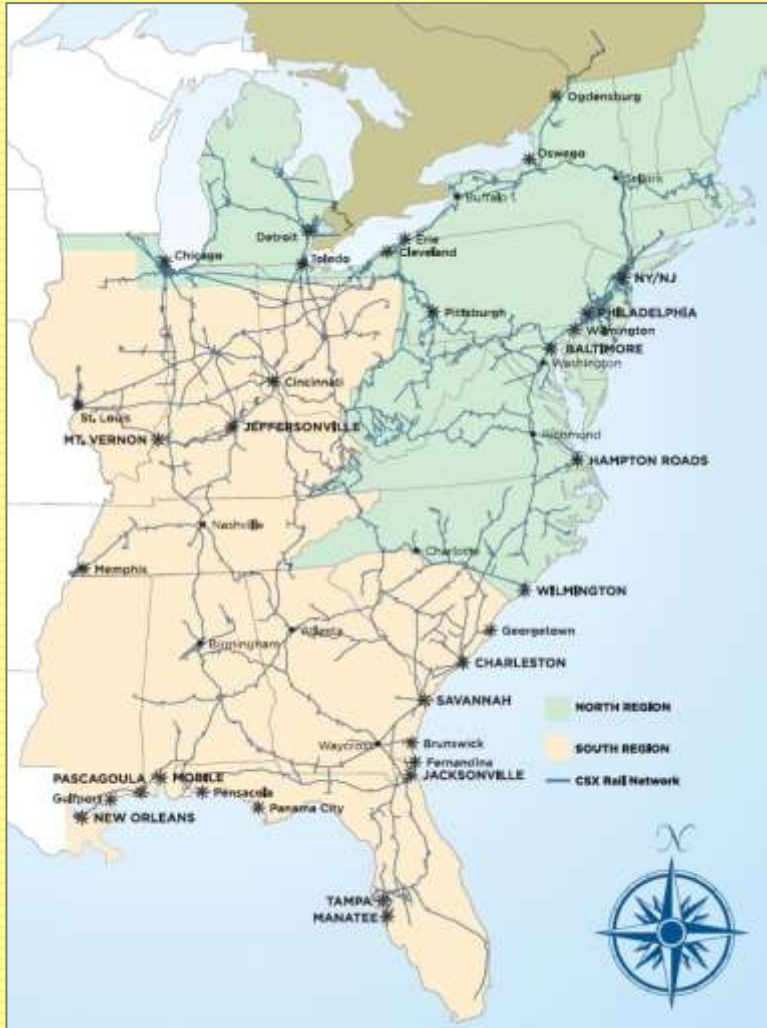 Ogdensburg
Oswego
Selkirk
Buffalo
Detroit
Erie
Cleveland
Chicago
Toledo
NY/NJ
Pittsburgh
PHILADELPHIA
Wilmington
BALTIMORE
Washington
Cincinnati
St. Louis
JEFFERSONVILLE
MT. VERNON
Richmond
HAMPTON ROADS
Nashville
Charlotte
Memphis
WILMINGTON
Georgetown
Atlanta
Birmingham
CHARLESTON
SAVANNAH
NORTH REGION
Waycross
Brunswick
SOUTH REGION
Fernandina
PASCAGOULA
MOBILE
JACKSONVILLE
CSX Rail Network
Gulfport
Pensacola
Panama City
NEW ORLEANS
N
TAMPA
MANATEE